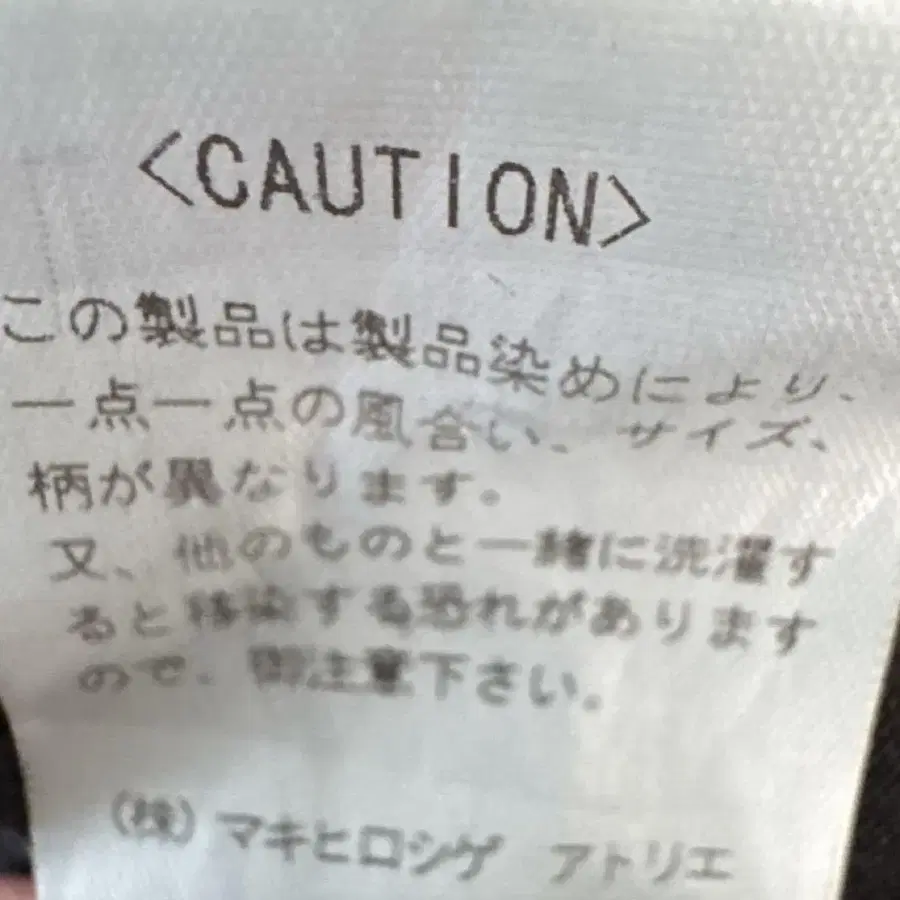 <CAUTION>
この製品は製品染めにより、
一点一点の風合い、サイズ、
柄が異なります。
又、他のものと一緒に洗濯す
ると移染する恐れがあります
ので、御注意下さい。
(株)マキヒロシゲ アトリエ